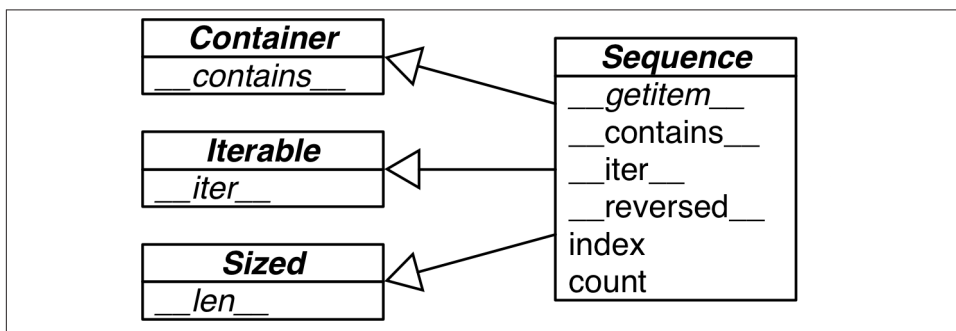 Container
__contains__
Iterable
__iter__
Sized
__len__
Sequence
__getitem__
__contains__
__iter__
__reversed__
index
count